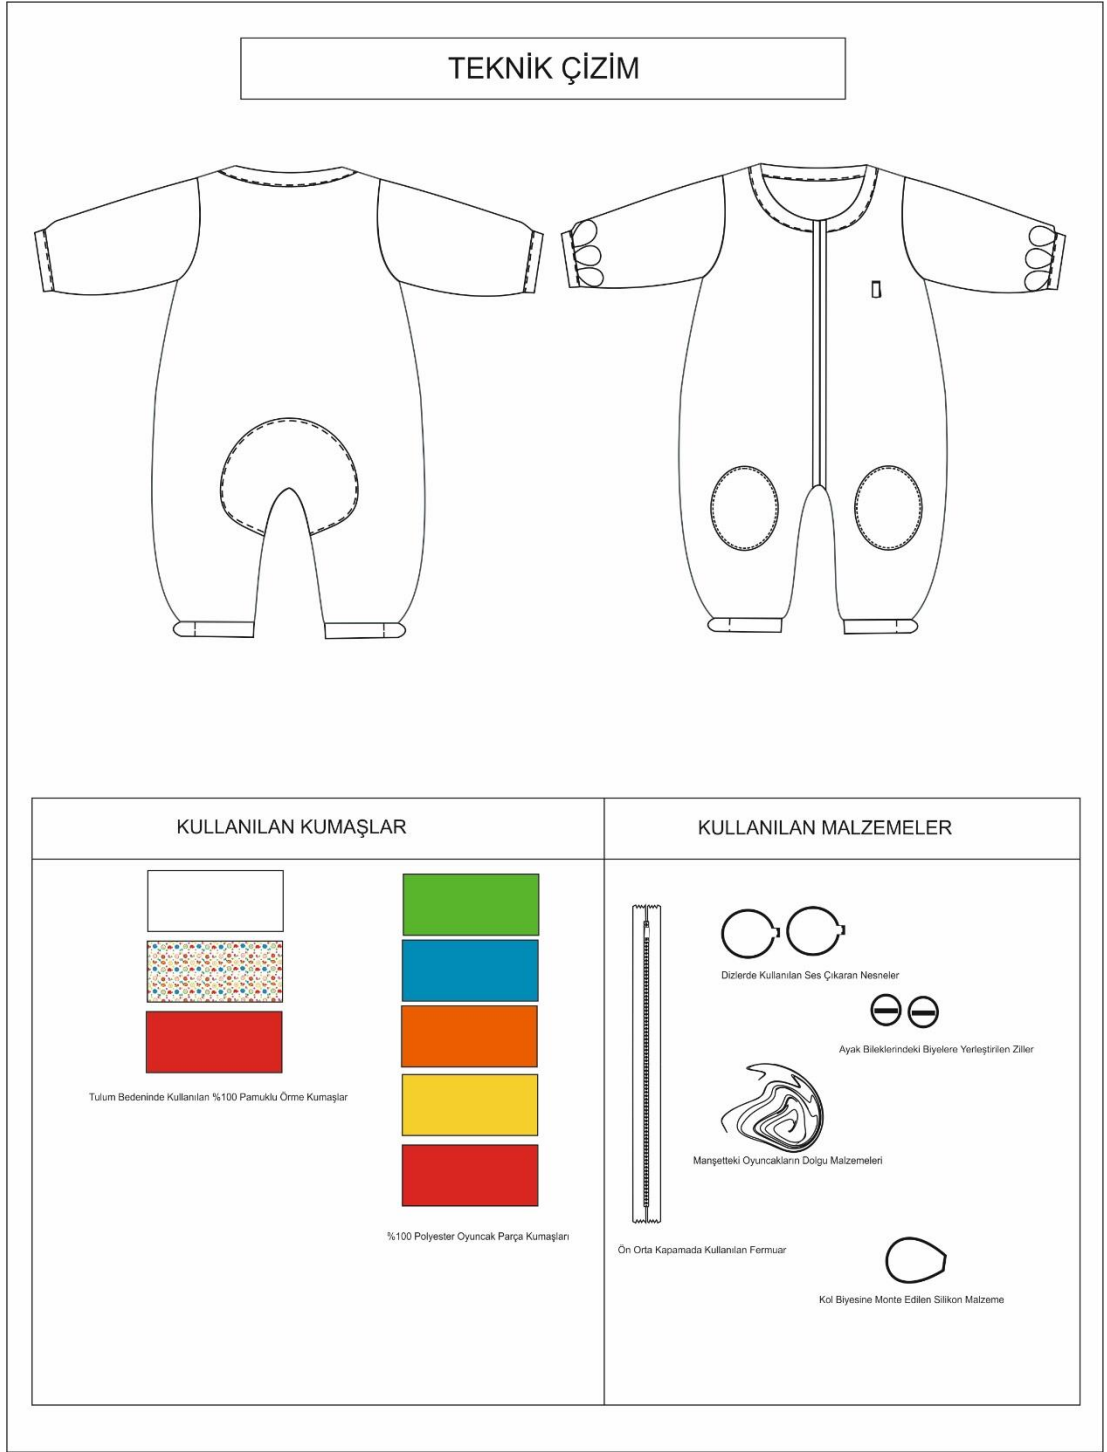 TEKNİK ÇİZİM
KULLANILAN KUMAŞLAR
Tulum Bedeninde Kullanılan %100 Pamuklu Örme Kumaşlar
%100 Polyester Oyuncak Parça Kumaşları
KULLANILAN MALZEMELER
Dizlerde Kullanılan Ses Çıkaran Nesneler
Ayak Bileklerindeki Biyelere Yerleştirilen Ziller
Manşetteki Oyuncakların Dolgu Malzemeleri
Ön Orta Kapamada Kullanılan Fermuar
Kol Biyesine Monte Edilen Silikon Malzeme